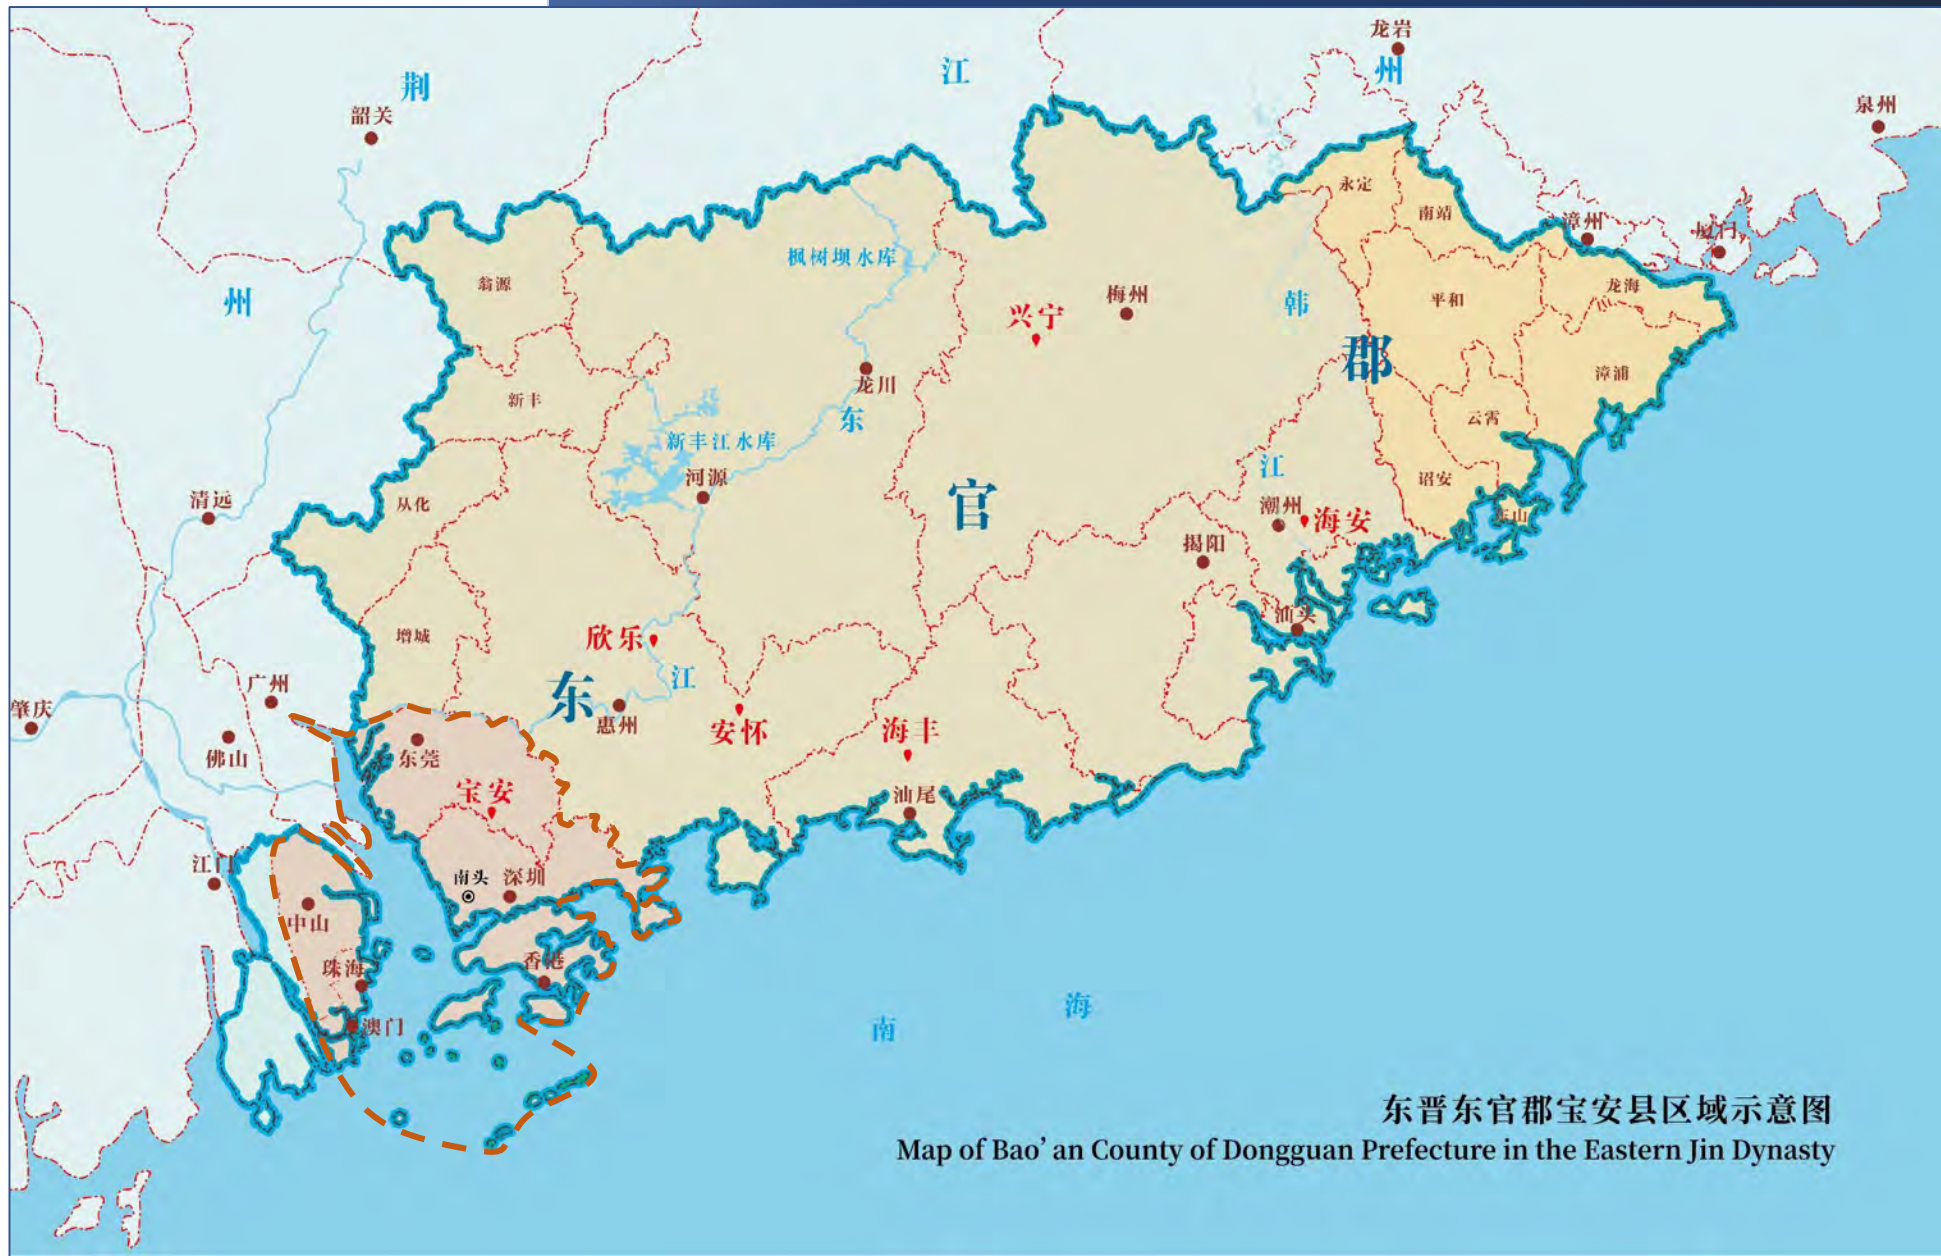 龙岩
荆
江
州
泉州
韶关
永定
南靖
漳州
厦门
枫树坝水库
翁源
龙海
州
梅州
韩
平和
兴宁
郡
龙川
漳浦
新丰
东
云霄
新丰江水库
河源
江
诏安
清远
从化
官
潮州
海安
东山
揭阳
汕头
增城
欣乐
江
广州
东
肇庆
惠州
安怀
海丰
佛山
东莞
宝安
汕尾
江门
南头
深圳
中山
香港
珠海
海
南
澳门
东晋东官郡宝安县区域示意图
Map of Bao’ an County of Dongguan Prefecture in the Eastern Jin Dynasty